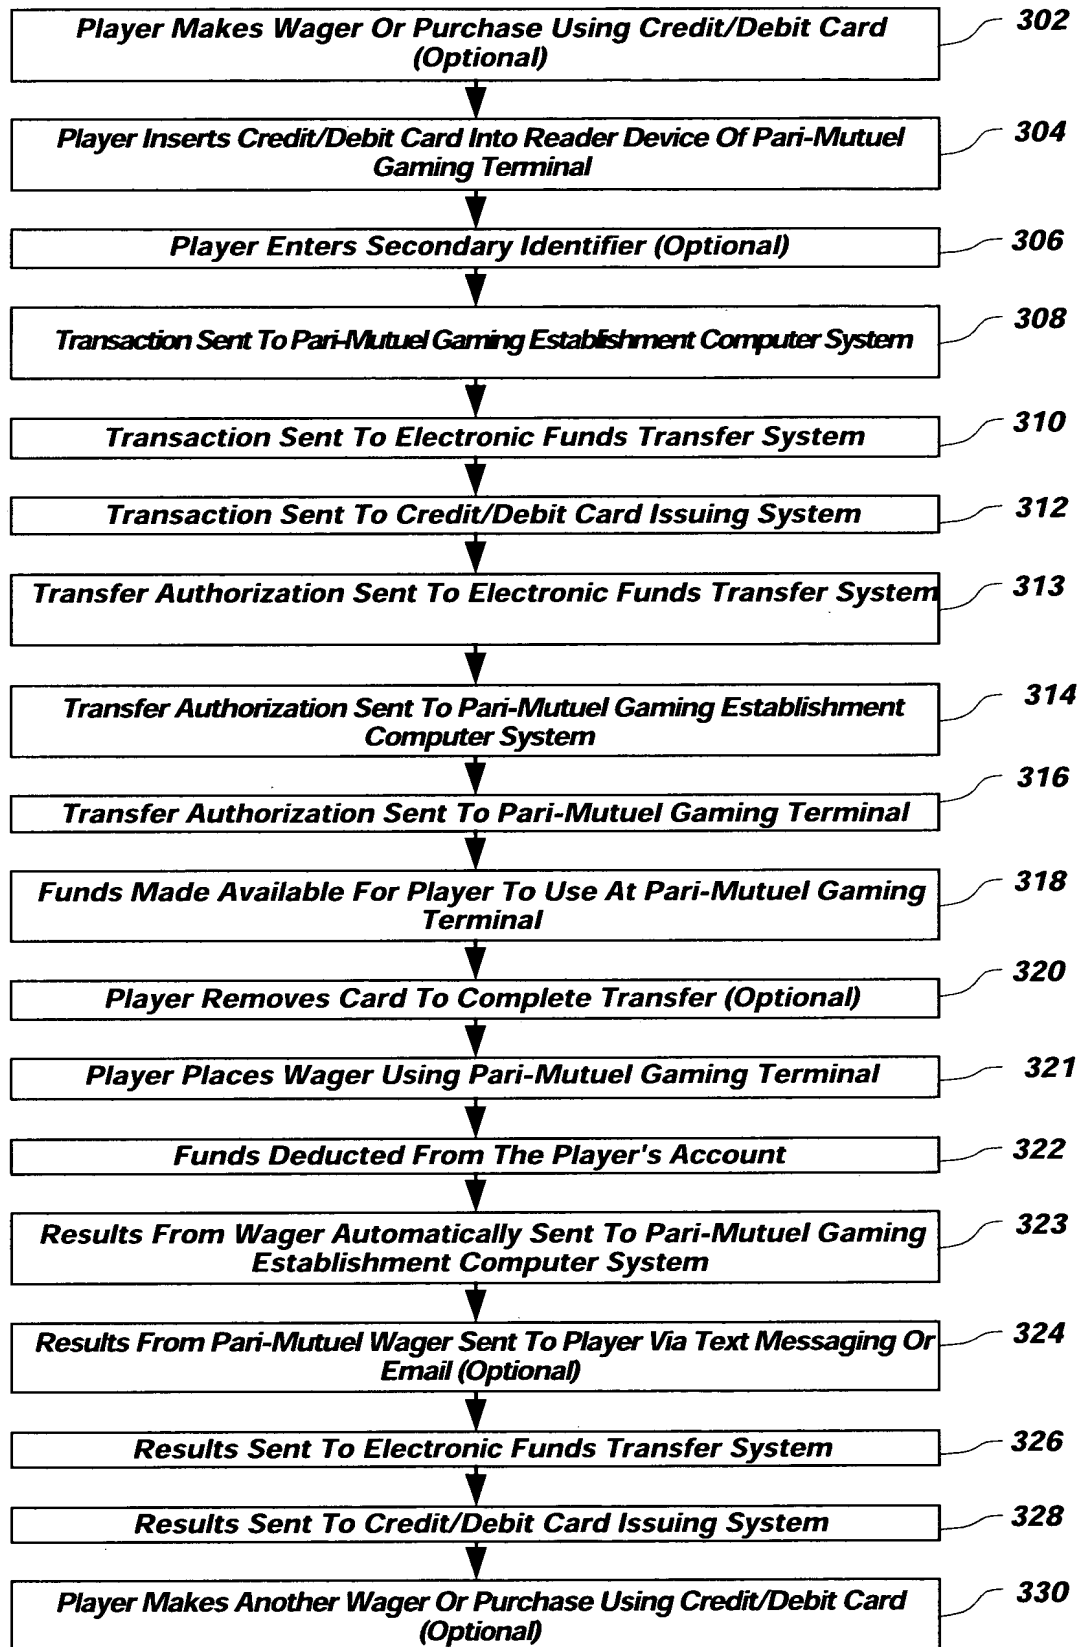 Player Makes Wager Or Purchase Using Credit/Debit Card
(Optional)
302
Player Inserts Credit/Debit Card Into Reader Device Of Pari-Mutuel
Gaming Terminal
304
Player Enters Secondary Identifier (Optional)
306
Transaction Sent To Pari-Mutuel Gaming Establishment Computer System
308
Transaction Sent To Electronic Funds Transfer System
310
Transaction Sent To Credit/Debit Card Issuing System
312
Transfer Authorization Sent To Electronic Funds Transfer System
313
Transfer Authorization Sent To Pari-Mutuel Gaming Establishment
Computer System
314
Transfer Authorization Sent To Pari-Mutuel Gaming Terminal
316
Funds Made Available For Player To Use At Pari-Mutuel Gaming
Terminal
318
Player Removes Card To Complete Transfer (Optional)
320
Player Places Wager Using Pari-Mutuel Gaming Terminal
321
Funds Deducted From The Player's Account
322
Results From Wager Automatically Sent To Pari-Mutuel Gaming
Establishment Computer System
323
Results From Pari-Mutuel Wager Sent To Player Via Text Messaging Or
Email (Optional)
324
Results Sent To Electronic Funds Transfer System
326
Results Sent To Credit/Debit Card Issuing System
328
Player Makes Another Wager Or Purchase Using Credit/Debit Card
(Optional)
330